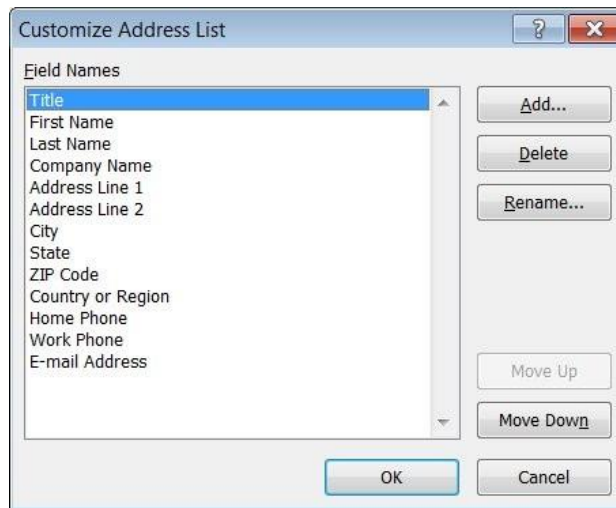 Customize Address List
Field Names
Title
First Name
Last Name
Company Name
Address Line 1
Address Line 2
City
State
ZIP Code
Country or Region
Home Phone
Work Phone
E-mail Address
Add...
Delete
Rename...
Move Up
Move Down
OK
Cancel